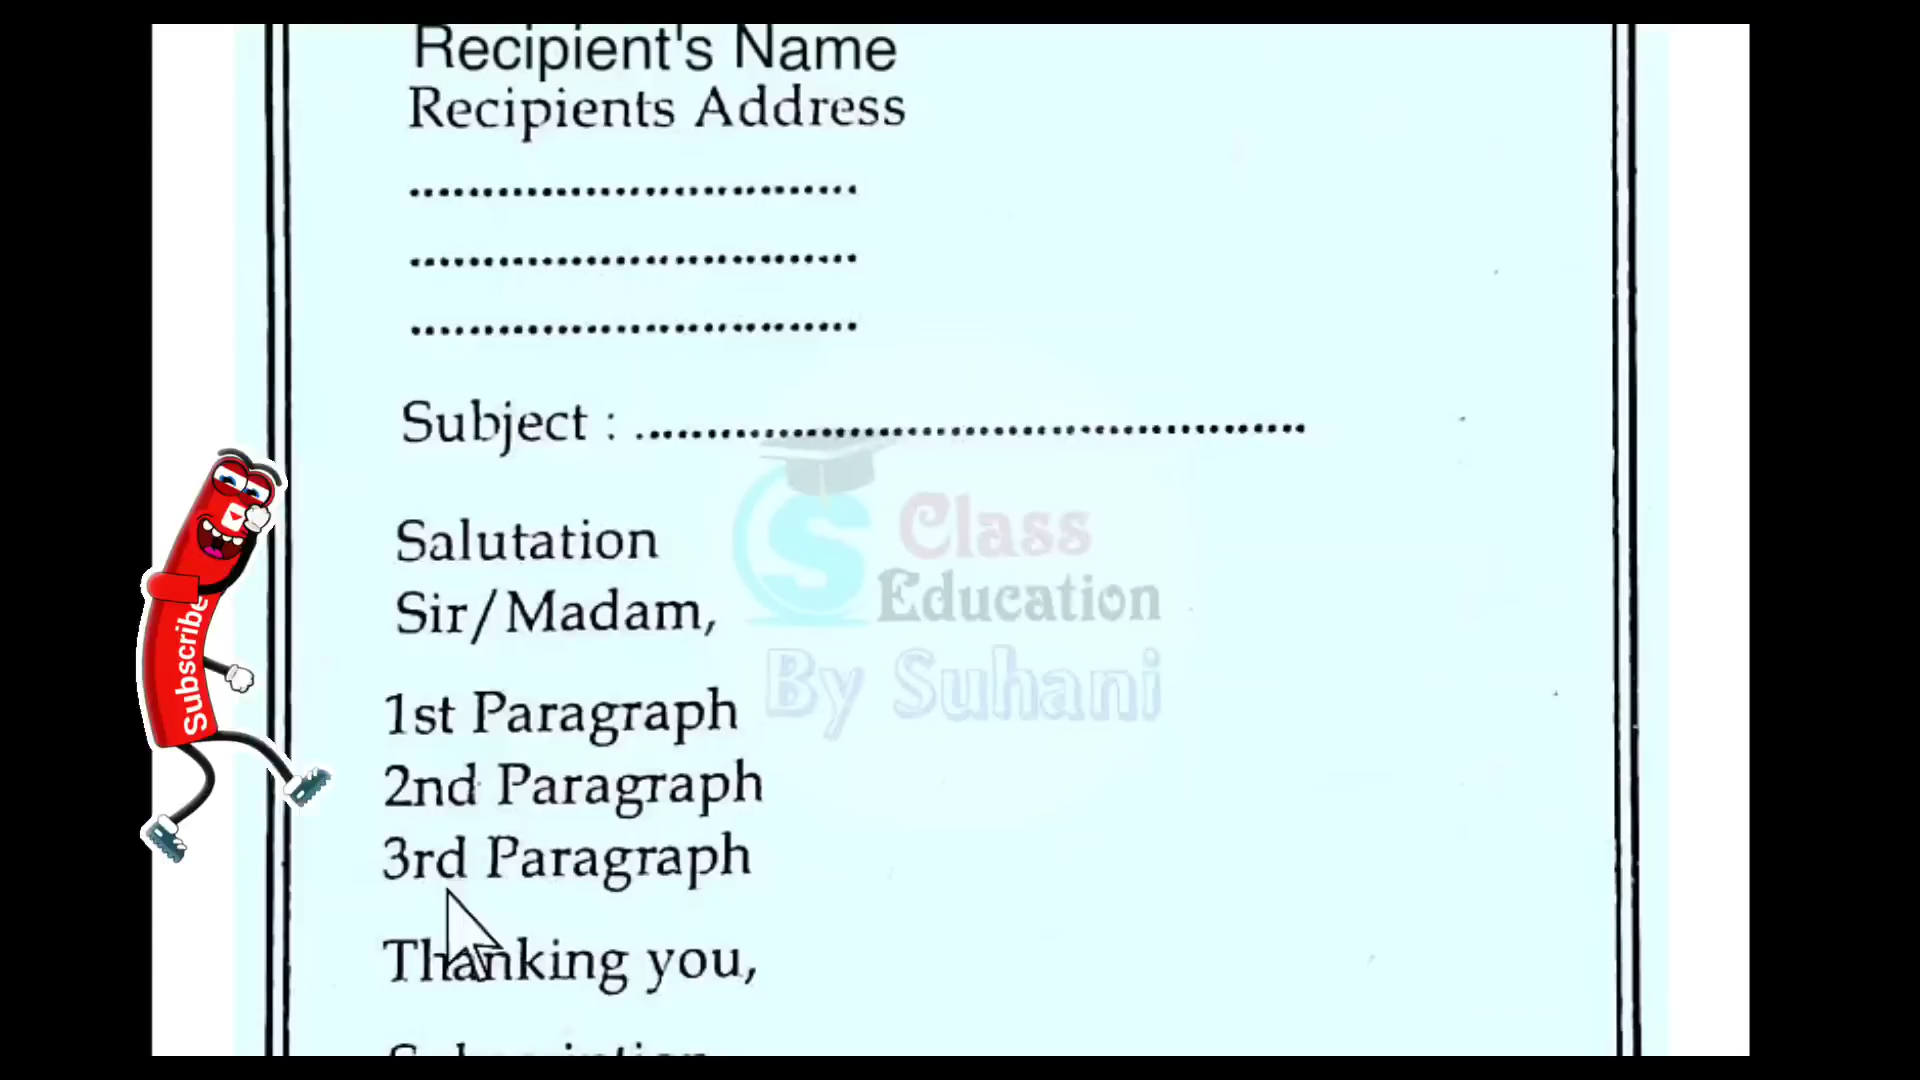 Recipient's Name
Recipients Address
..............................
..............................
..............................
Subject : ..............................................
Class
Education
By Suhani
Salutation
Sir/Madam,
Subscribe
1st Paragraph
2nd Paragraph
3rd Paragraph
Thanking you,